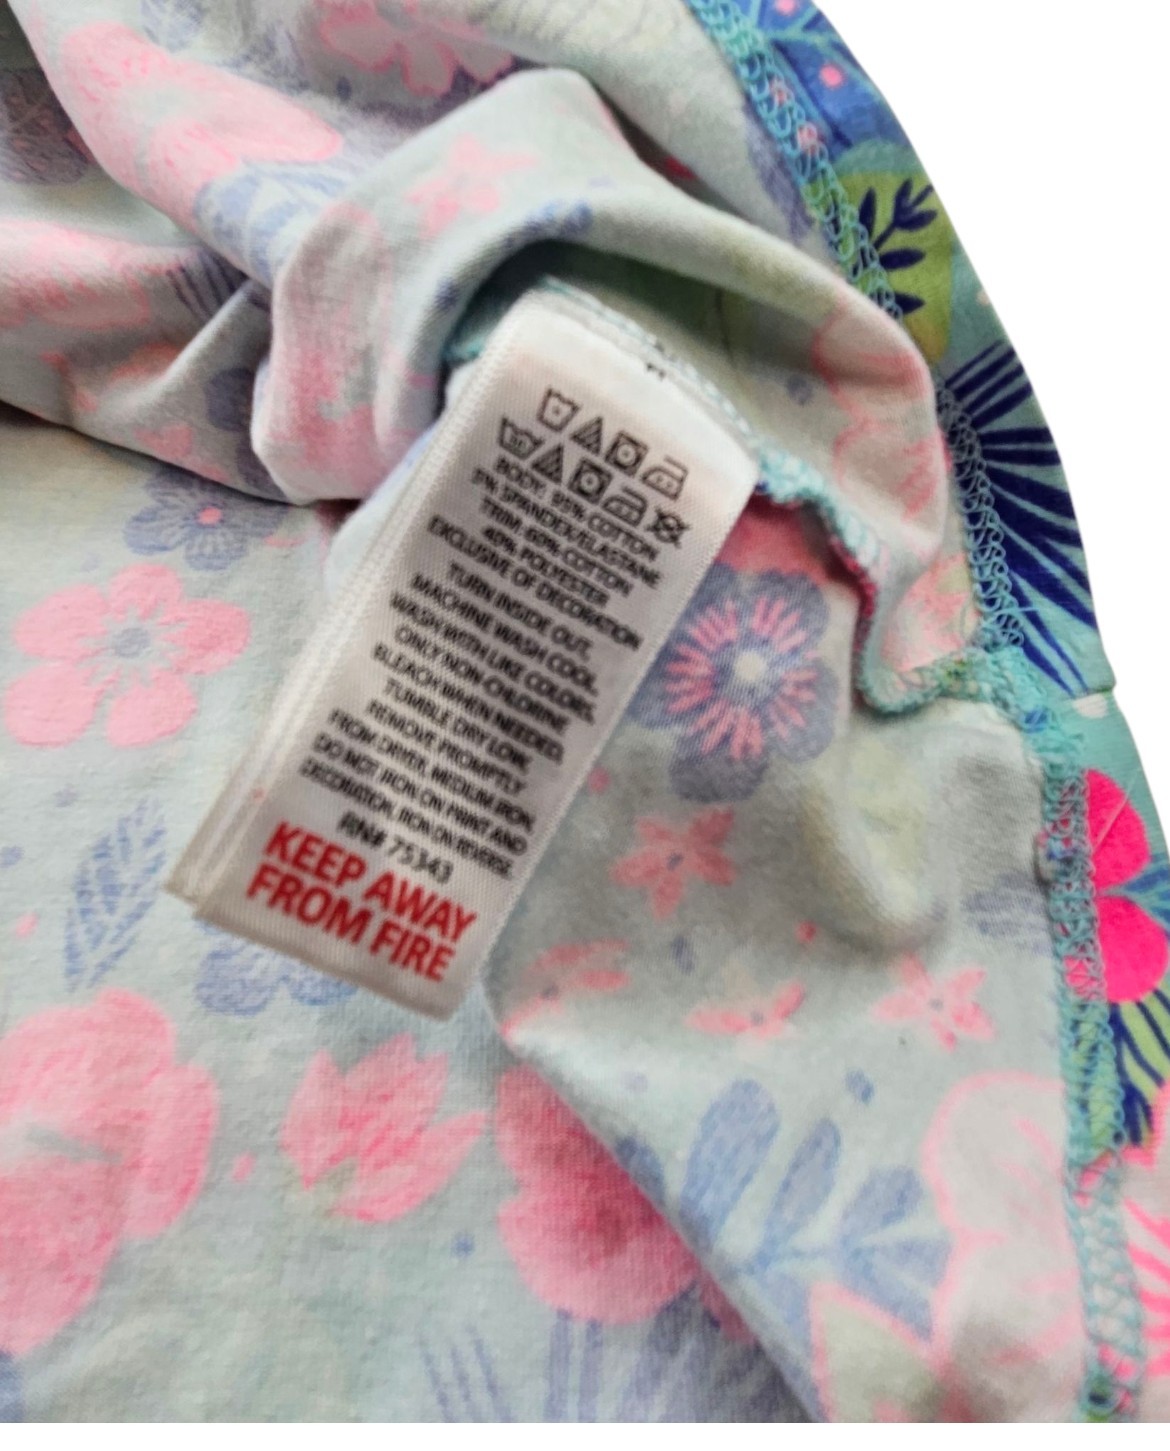 BODY: 95% COTTON
5% SPANDEX/ELASTANE
TRIM: 60% COTTON
40% POLYESTER
EXCLUSIVE OF DECORATION
TURN INSIDE OUT,
MACHINE WASH COOL
WASH WITH LIKE COLORS,
ONLY NON-CHLORINE
BLEACH WHEN NEEDED.
TUMBLE DRY LOW,
REMOVE PROMPTLY
FROM DRYER, MEDIUM IRON,
DO NOT IRON ON PRINT AND
DECORATION, IRON ON REVERSE.
RN# 75343
KEEP AWAY
FROM FIRE